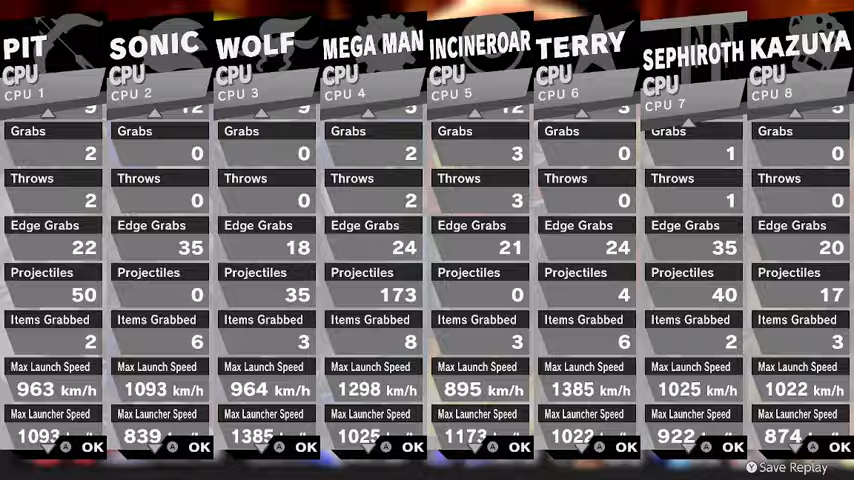 PIT SONIC WOLF MEGA MAN INCINEROAR TERRY SEPHIROTH KAZUYA
CPU CPU CPU CPU CPU CPU CPU CPU
CPU 1 CPU 2 CPU 3 CPU 4 CPU 5 CPU 6 CPU 7 CPU 8
9 12 9 5 12 3 5
Grabs Grabs Grabs Grabs Grabs Grabs Grabs Grabs
2 0 0 2 3 0 1 0
Throws Throws Throws Throws Throws Throws Throws Throws
2 0 0 2 3 0 1 0
Edge Grabs Edge Grabs Edge Grabs Edge Grabs Edge Grabs Edge Grabs Edge Grabs Edge Grabs
22 35 18 24 21 24 35 20
Projectiles Projectiles Projectiles Projectiles Projectiles Projectiles Projectiles Projectiles
50 0 35 173 0 4 40 17
Items Grabbed Items Grabbed Items Grabbed Items Grabbed Items Grabbed Items Grabbed Items Grabbed Items Grabbed
2 6 3 8 3 6 2 3
Max Launch Speed Max Launch Speed Max Launch Speed Max Launch Speed Max Launch Speed Max Launch Speed Max Launch Speed Max Launch Speed
963 km/h 1093 km/h 964 km/h 1298 km/h 895 km/h 1385 km/h 1025 km/h 1022 km/h
Max Launcher Speed Max Launcher Speed Max Launcher Speed Max Launcher Speed Max Launcher Speed Max Launcher Speed Max Launcher Speed Max Launcher Speed
1093 839 1385 1025 1173 1022 922 874
A OK A OK A OK A OK A OK A OK A OK A OK
Y Save Replay